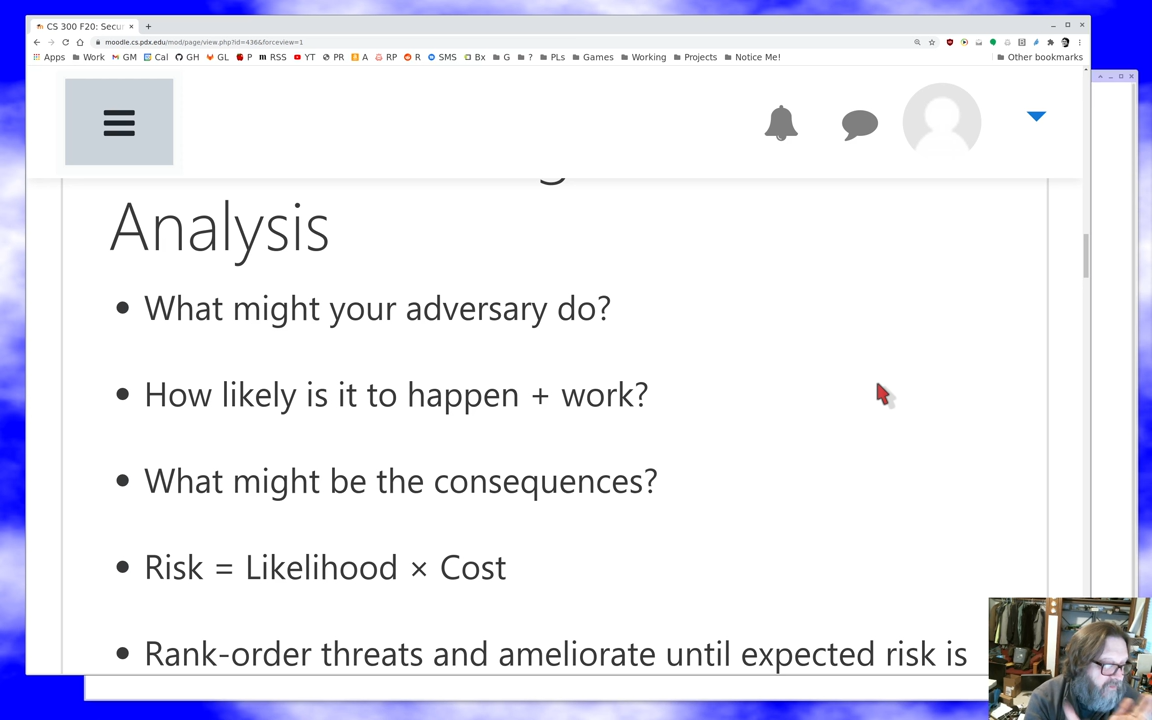 CS 300 F20: Secur
moodle.cs.pdx.edu/mod/page/view.php?id=436&forceview=1
Apps Work GM Cal GH GL P RSS YT PR A RP R SMS Bx G ? PLs Games Working Projects Notice Me! Other bookmarks
Analysis
• What might your adversary do?
• How likely is it to happen + work?
• What might be the consequences?
• Risk = Likelihood × Cost
• Rank-order threats and ameliorate until expected risk is